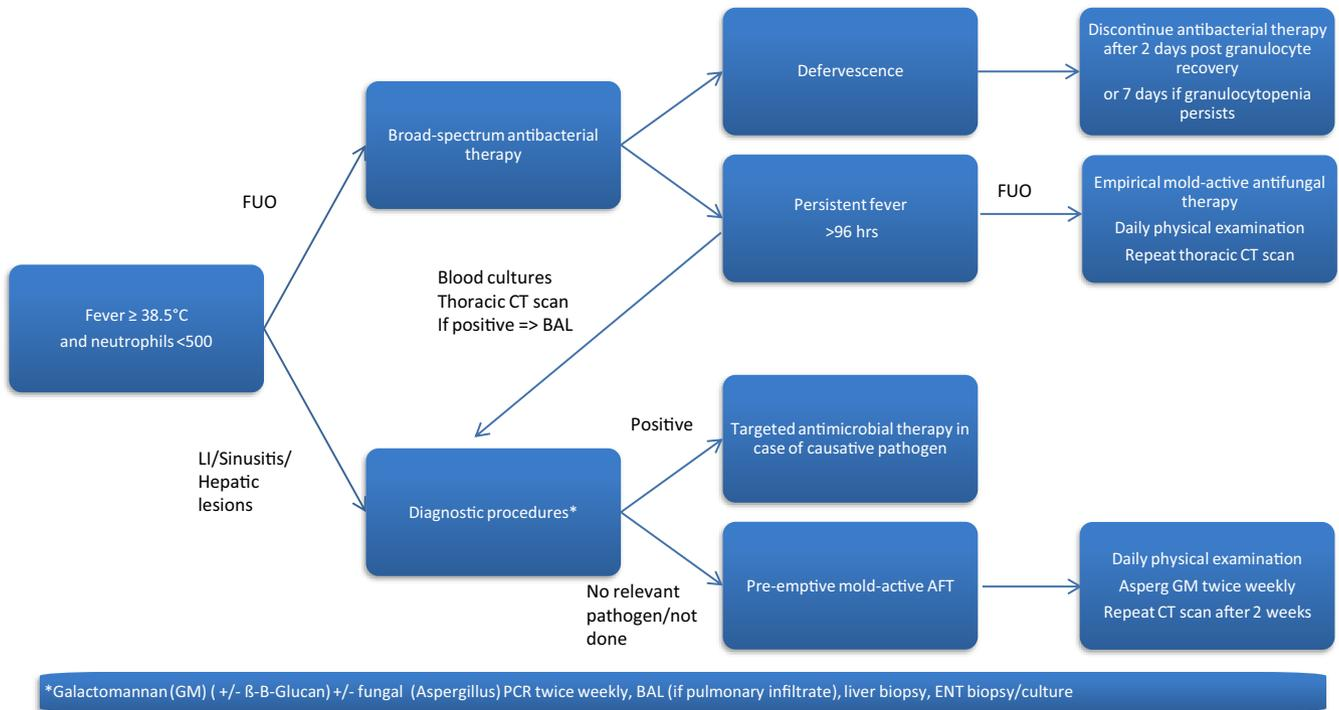 Discontinue antibacterial therapy
after 2 days post granulocyte
recovery
or 7 days if granulocytopenia
persists
Defervescence
Broad-spectrum antibacterial
therapy
FUO
Persistent fever
>96 hrs
FUO
Empirical mold-active antifungal
therapy
Daily physical examination
Repeat thoracic CT scan
Blood cultures
Thoracic CT scan
If positive => BAL
Fever ≥ 38.5°C
and neutrophils <500
LI/Sinusitis/
Hepatic
lesions
Diagnostic procedures*
Positive
Targeted antimicrobial therapy in
case of causative pathogen
No relevant
pathogen/not
done
Pre-emptive mold-active AFT
Daily physical examination
Asperg GM twice weekly
Repeat CT scan after 2 weeks
*Galactomannan (GM) ( +/- ß-B-Glucan) +/- fungal (Aspergillus) PCR twice weekly, BAL (if pulmonary infiltrate), liver biopsy, ENT biopsy/culture